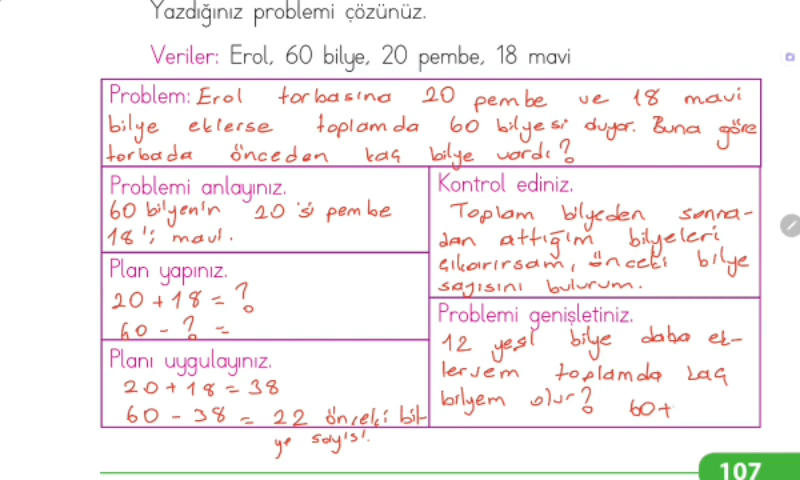 Yazdığınız problemi çözünüz.
Veriler: Erol, 60 bilye, 20 pembe, 18 mavi
Problem: Erol torbasına 20 pembe ve 18 mavi
bilye eklerse toplamda 60 bilyesi oluyor. Buna göre
torbada önceden kaç bilye vardı?
Problemi anlayınız.
60 bilyenin 20'si pembe
18'i mavi.
Plan yapınız.
20 + 18 = ?
60 - ? =
Planı uygulayınız.
20 + 18 = 38
60 - 38 = 22 önceki bil-
ye sayısı.
Kontrol ediniz.
Toplam bilyeden sonra-
dan attığım bilyeleri
çıkarırsam, önceki bilye
sayısını bulurum.
Problemi genişletiniz.
12 yeşl bilye daha ek-
lersem toplamda kaç
bilyem olur? 60+
107